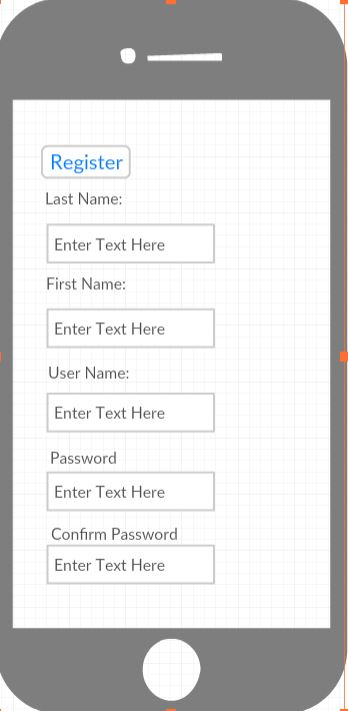 Register
Last Name:
Enter Text Here
First Name:
Enter Text Here
User Name:
Enter Text Here
Password
Enter Text Here
Confirm Password
Enter Text Here